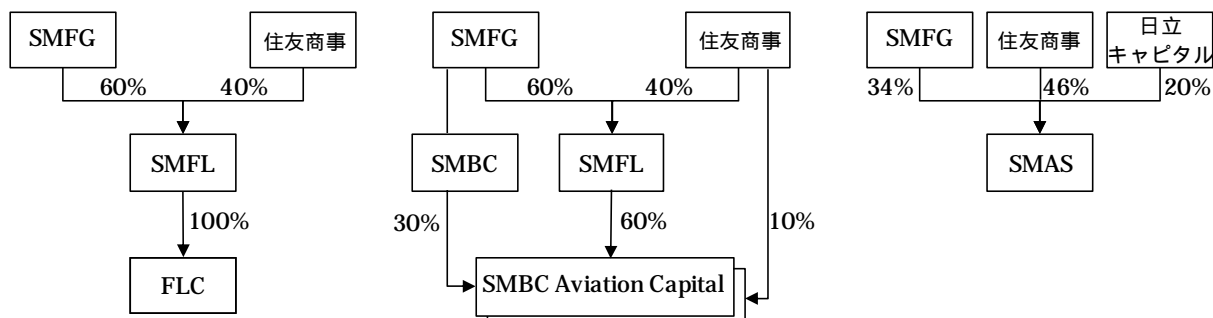 SMFG
住友商事
60%
40%
SMFL
100%
FLC
SMFG
住友商事
60%
40%
SMBC
SMFL
30%
60%
10%
SMBC Aviation Capital
SMFG
住友商事
日立
キャピタル
34%
46%
20%
SMAS